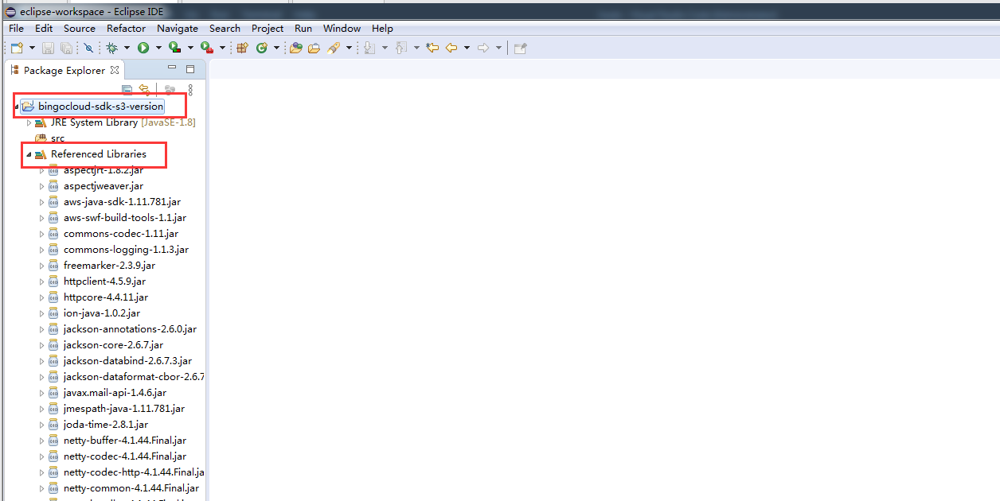 eclipse-workspace - Eclipse IDE
File Edit Source Refactor Navigate Search Project Run Window Help
Package Explorer
bingocloud-sdk-s3-version
JRE System Library [JavaSE-1.8]
src
Referenced Libraries
aspectjrt-1.8.2.jar
aspectjweaver.jar
aws-java-sdk-1.11.781.jar
aws-swf-build-tools-1.1.jar
commons-codec-1.11.jar
commons-logging-1.1.3.jar
freemarker-2.3.9.jar
httpclient-4.5.9.jar
httpcore-4.4.11.jar
ion-java-1.0.2.jar
jackson-annotations-2.6.0.jar
jackson-core-2.6.7.jar
jackson-databind-2.6.7.3.jar
jackson-dataformat-cbor-2.6.7
javax.mail-api-1.4.6.jar
jmespath-java-1.11.781.jar
joda-time-2.8.1.jar
netty-buffer-4.1.44.Final.jar
netty-codec-4.1.44.Final.jar
netty-codec-http-4.1.44.Final.ja
netty-common-4.1.44.Final.jar